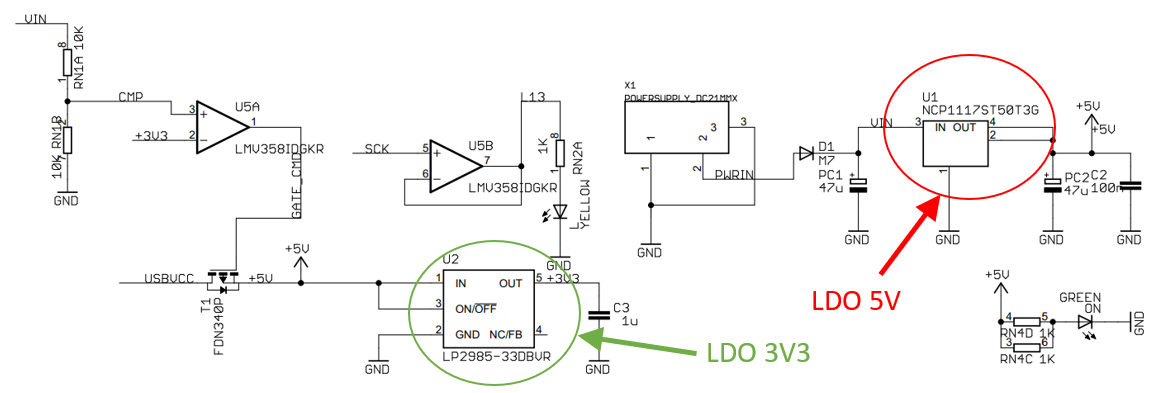 VIN
8
RN1A 10K
1
CMP
3
+
U5A
1
+3V3
2
-
LMV358IDGKR
2
10K RN1B
7
GND
GATE_CMD
SCK
5
+
U5B
7
6
-
LMV358IDGKR
L13
8
1K
RN2A
1
L
YELLOW
GND
X1
POWERSUPPLY_DC21MMX
1
2
3
3
1
2
PWRIN
GND
D1
M7
VIN
PC1
47u
GND
U1
NCP1117ST50T3G
3
IN OUT
4
2
1
GND
+5V
+5V
PC2
47u
C2
100n
GND
GND
LDO 5V
USBVCC
T1
FDN340P
+5V
+5V
U2
1
IN
OUT
5
+3V3
3
ON/OFF
2
GND
NC/FB
4
LP2985-33DBVR
GND
C3
1u
GND
LDO 3V3
+5V
4
5
RN4D 1K
3
6
RN4C 1K
GREEN
ON
GND